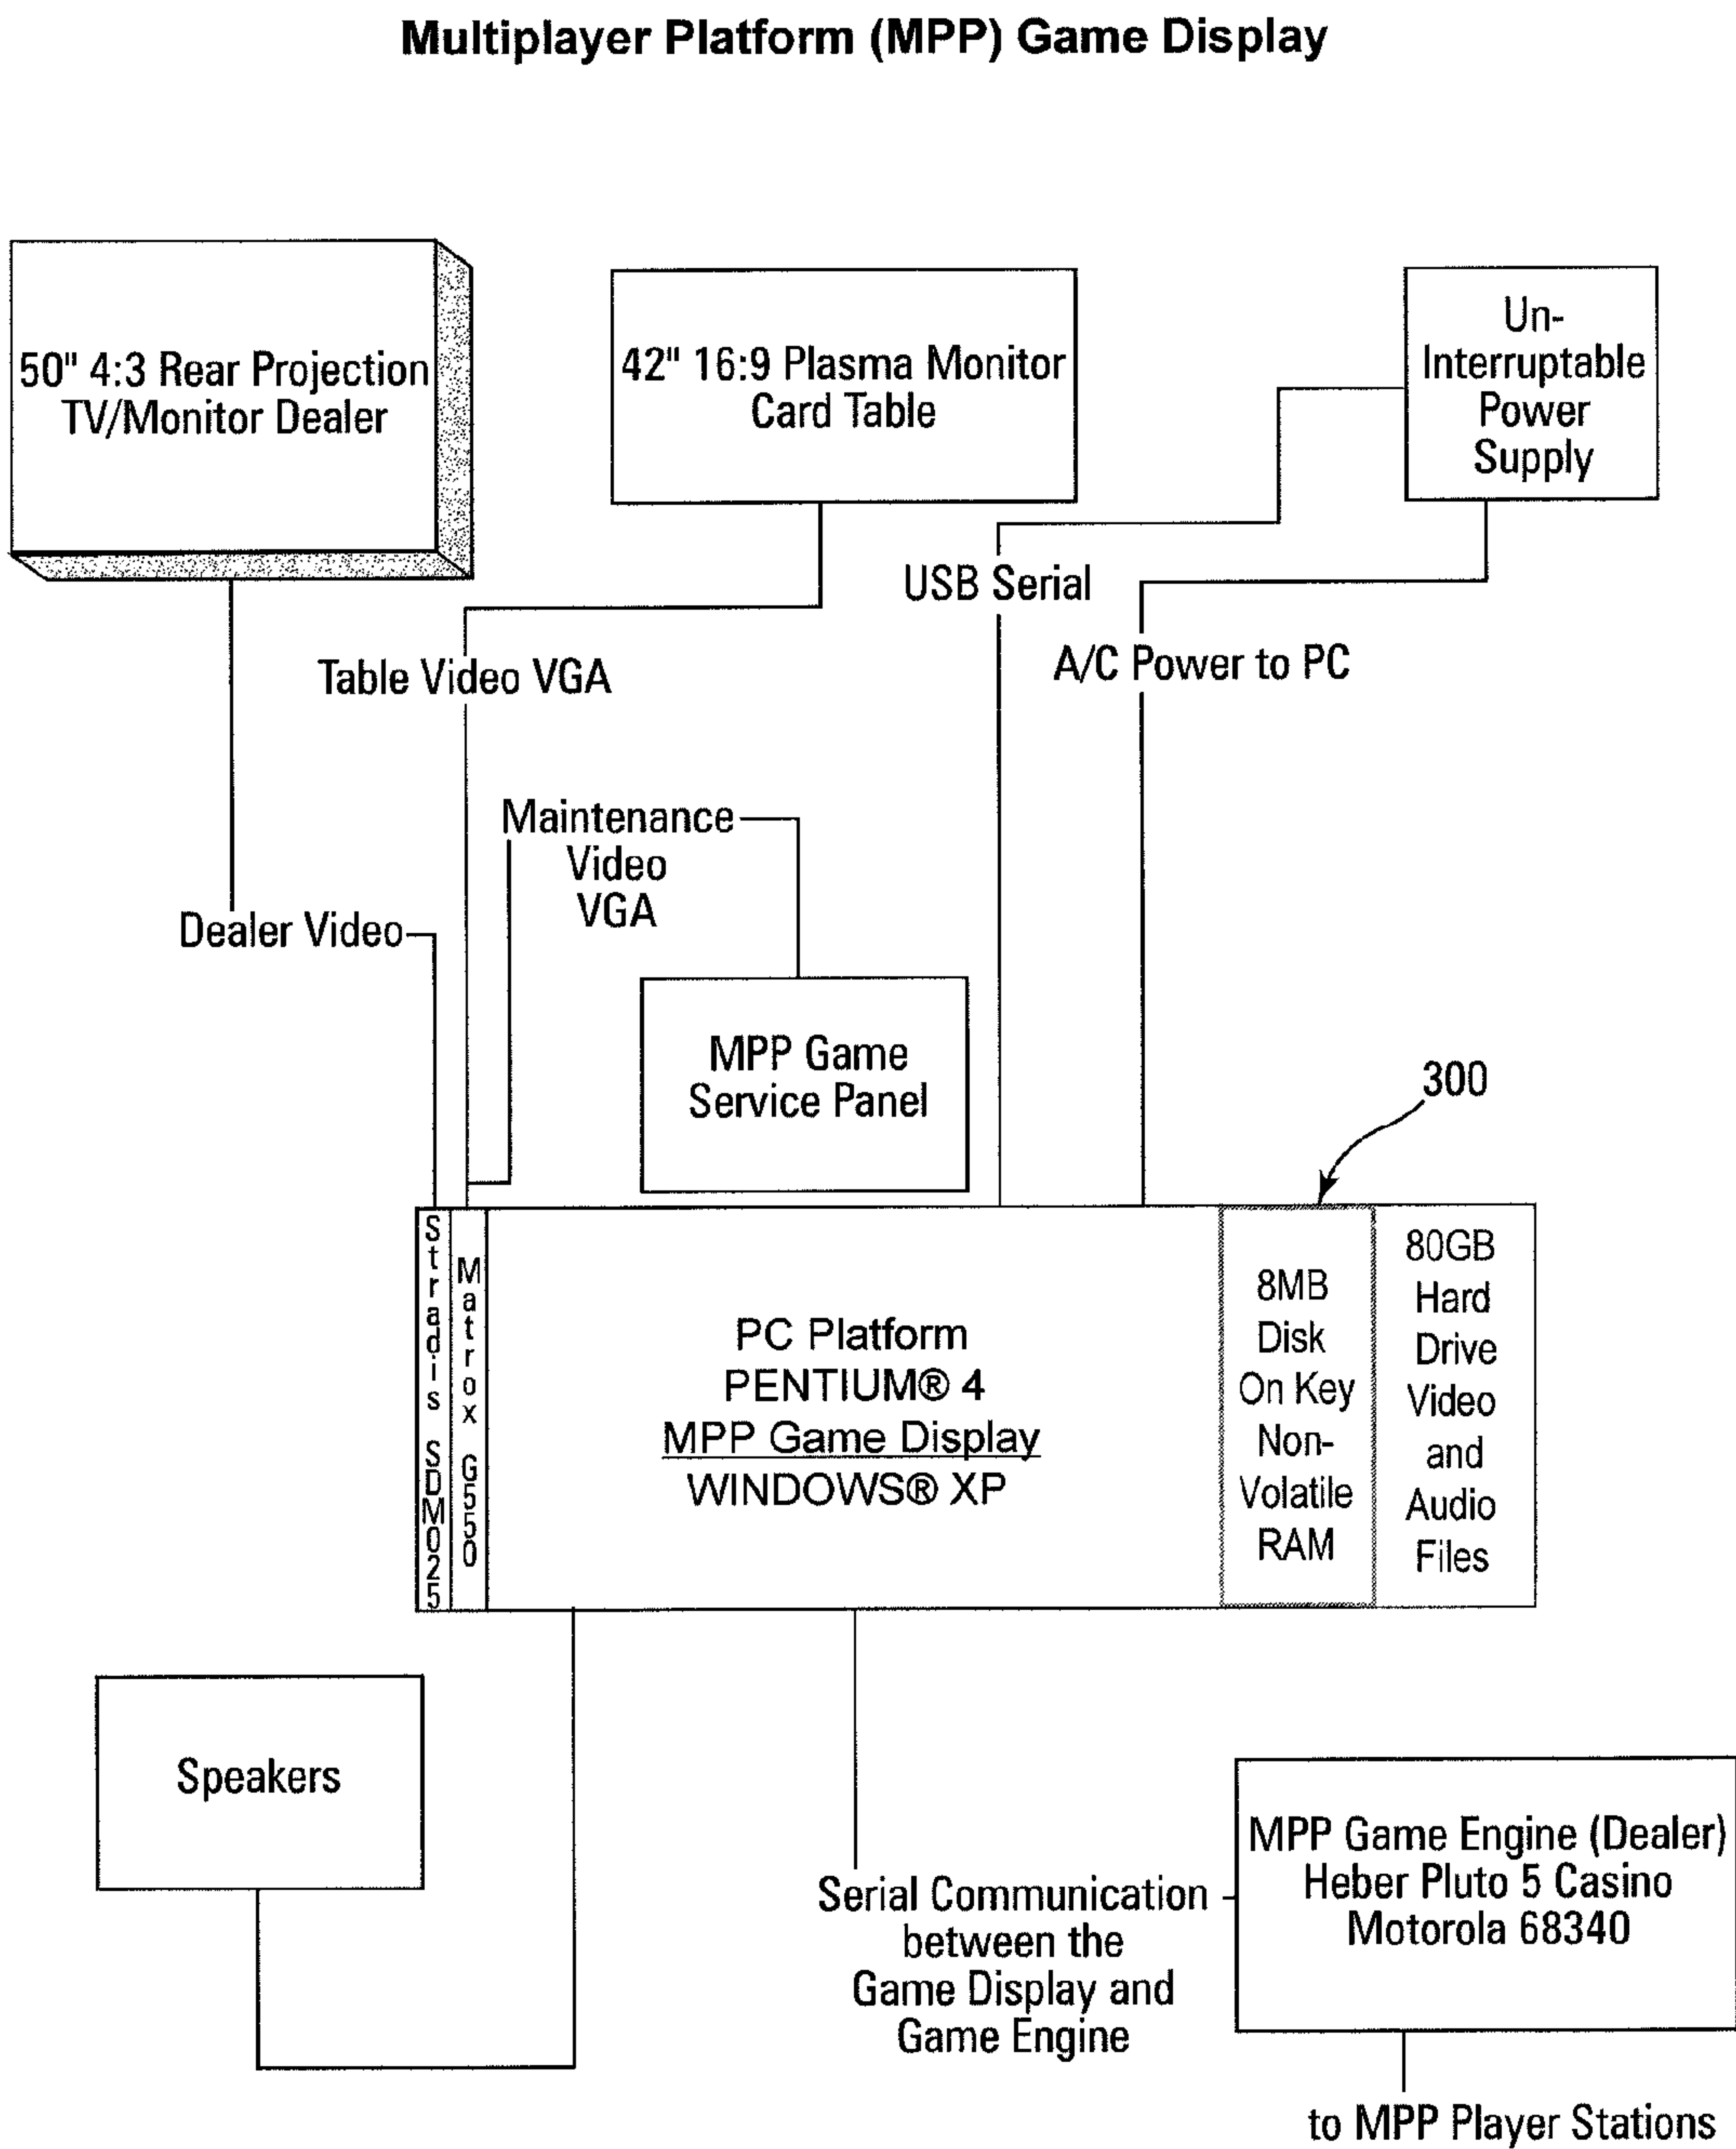 Multiplayer Platform (MPP) Game Display
50" 4:3 Rear Projection
TV/Monitor Dealer
42" 16:9 Plasma Monitor
Card Table
Un-
Interruptable
Power
Supply
USB Serial
Table Video VGA
A/C Power to PC
Maintenance
Video
VGA
Dealer Video
MPP Game
Service Panel
300
Stradis SDM025
Matrox G550
PC Platform
PENTIUM® 4
MPP Game Display
WINDOWS® XP
8MB
Disk
On Key
Non-
Volatile
RAM
80GB
Hard
Drive
Video
and
Audio
Files
Speakers
Serial Communication
between the
Game Display and
Game Engine
MPP Game Engine (Dealer)
Heber Pluto 5 Casino
Motorola 68340
to MPP Player Stations